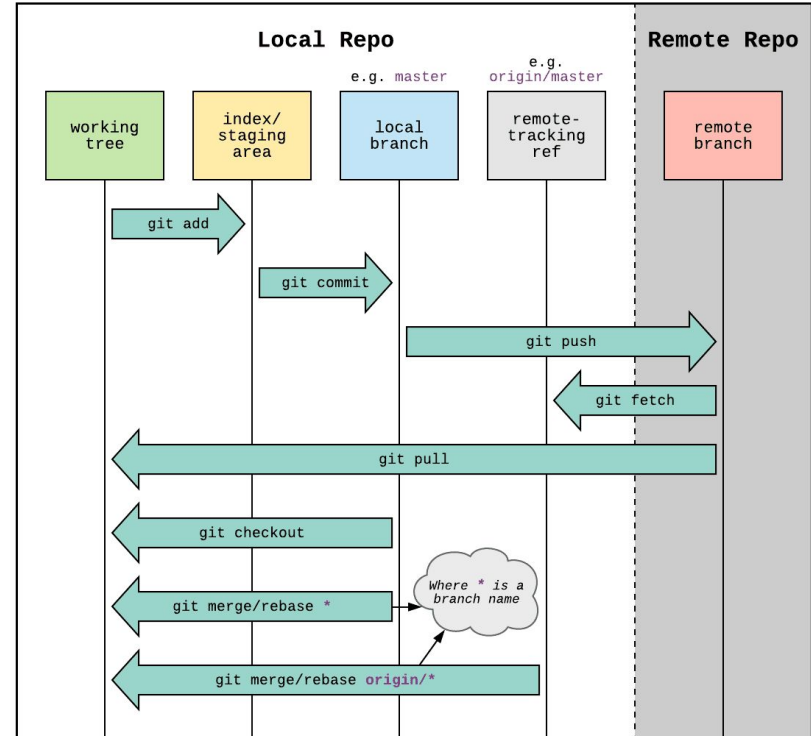 Local Repo
Remote Repo
e.g. master
e.g.
origin/master
working
tree
index/
staging
area
local
branch
remote-
tracking
ref
remote
branch
git add
git commit
git push
git fetch
git pull
git checkout
Where * is a
branch name
git merge/rebase *
git merge/rebase origin/*